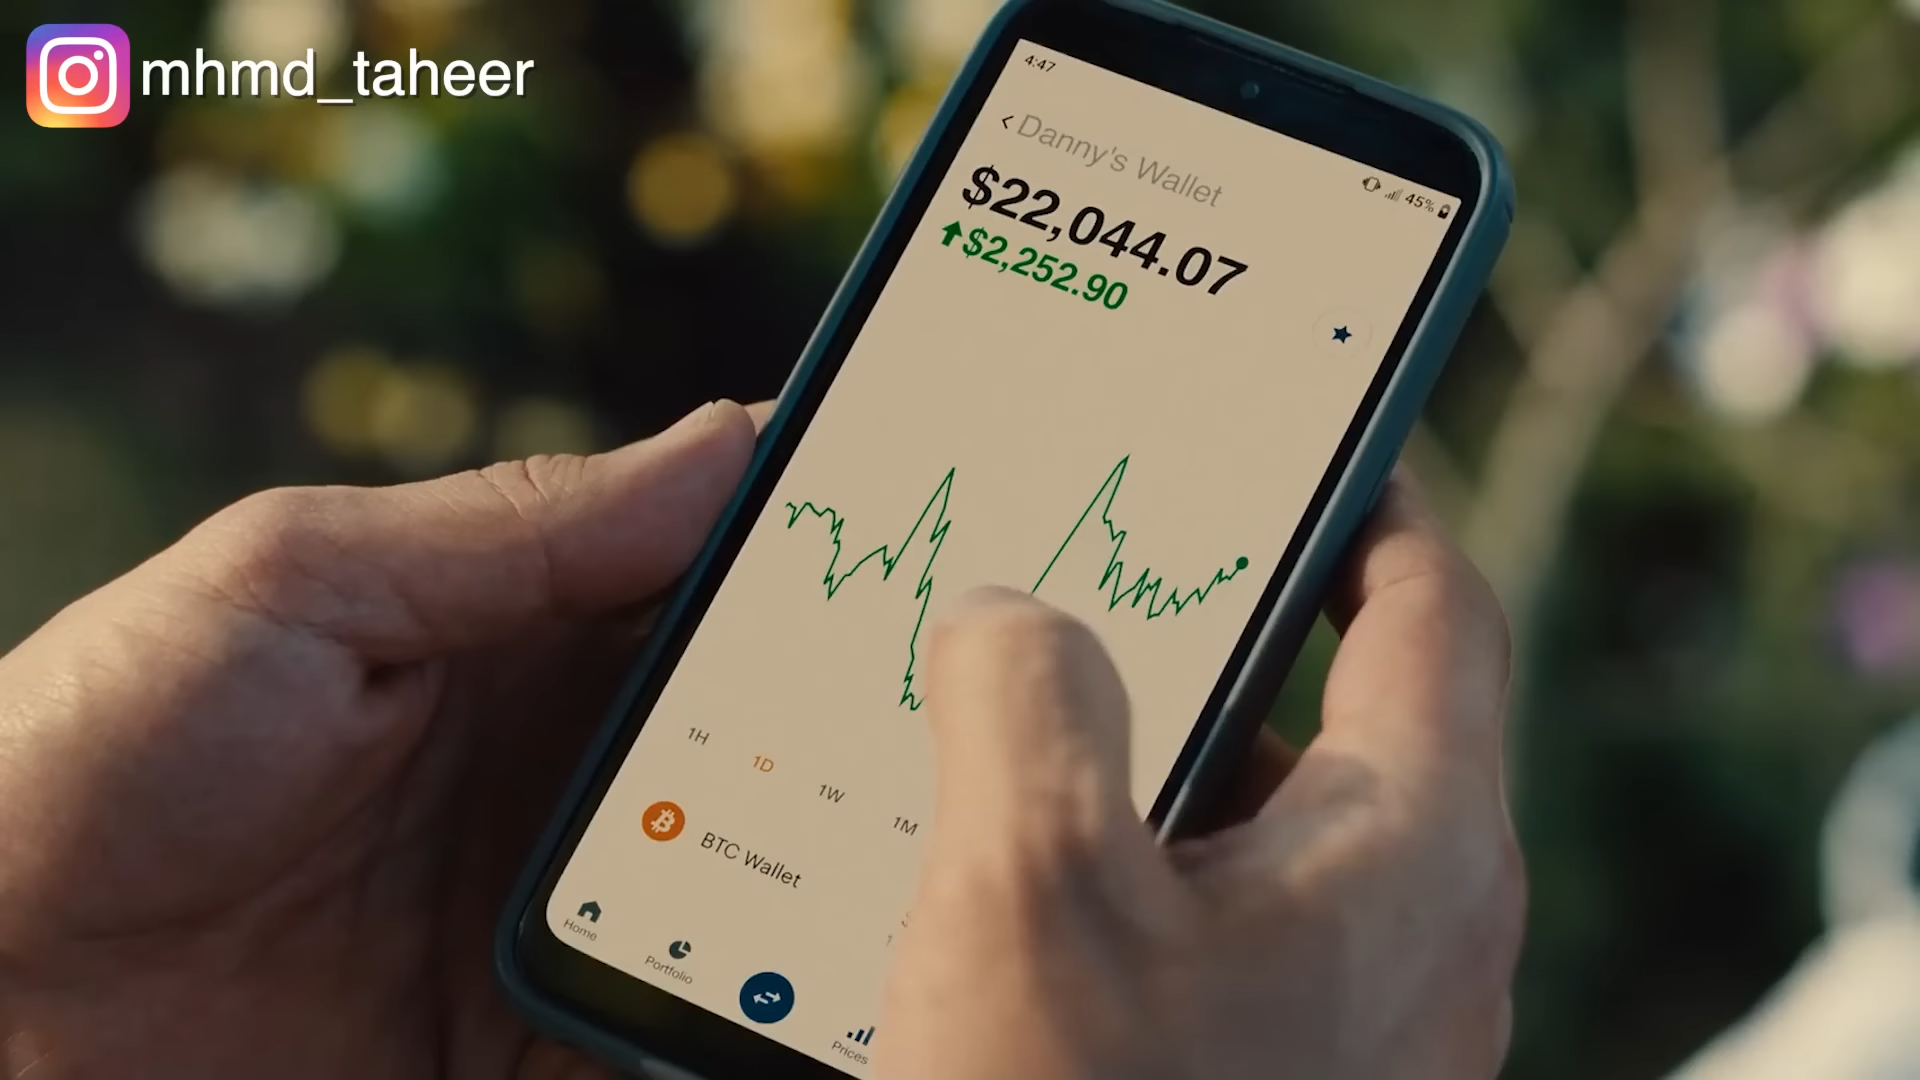 mhmd_taheer
4:47
45%
< Danny's Wallet
$22,044.07
$2,252.90
1H
1D
1W
1M
BTC Wallet
Home
Portfolio
Prices